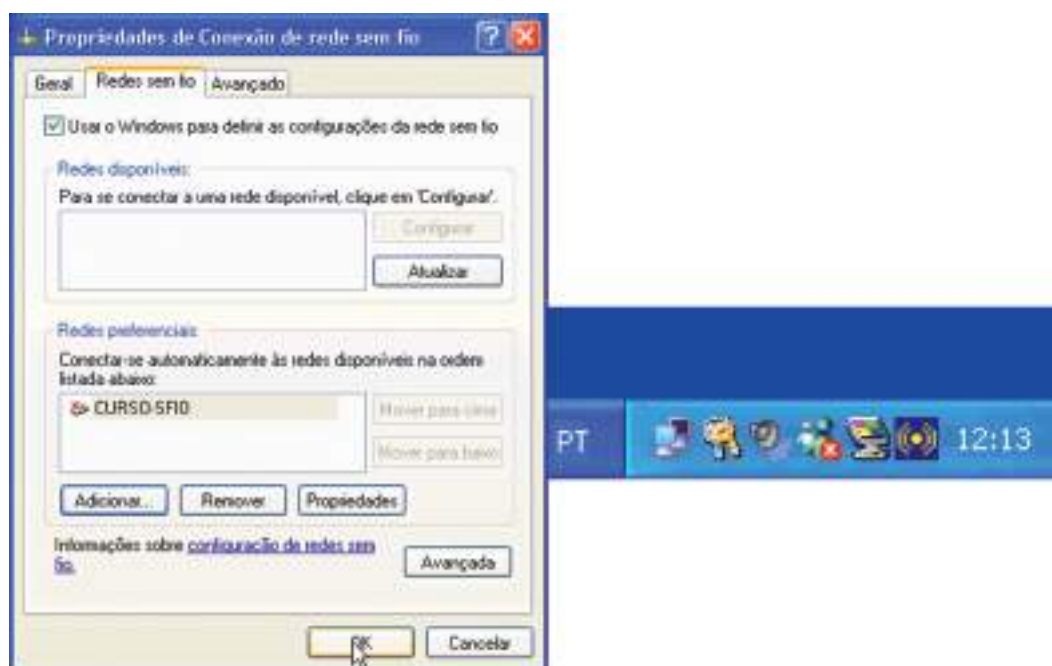 Propriedades de Conexão de rede sem fio
Geral Redes sem fio Avançado
Usar o Windows para definir as configurações da rede sem fio
Redes disponíveis:
Para se conectar a uma rede disponível, clique em 'Configurar'.
Configurar
Atualizar
Redes preferenciais:
Conectar-se automaticamente às redes disponíveis na ordem
listada abaixo:
CURSO-SF10
Mover para cima
Mover para baixo
Adicionar... Remover Propriedades
Informações sobre configuração de redes sem
fio.
Avançada
OK Cancelar
PT 12:13